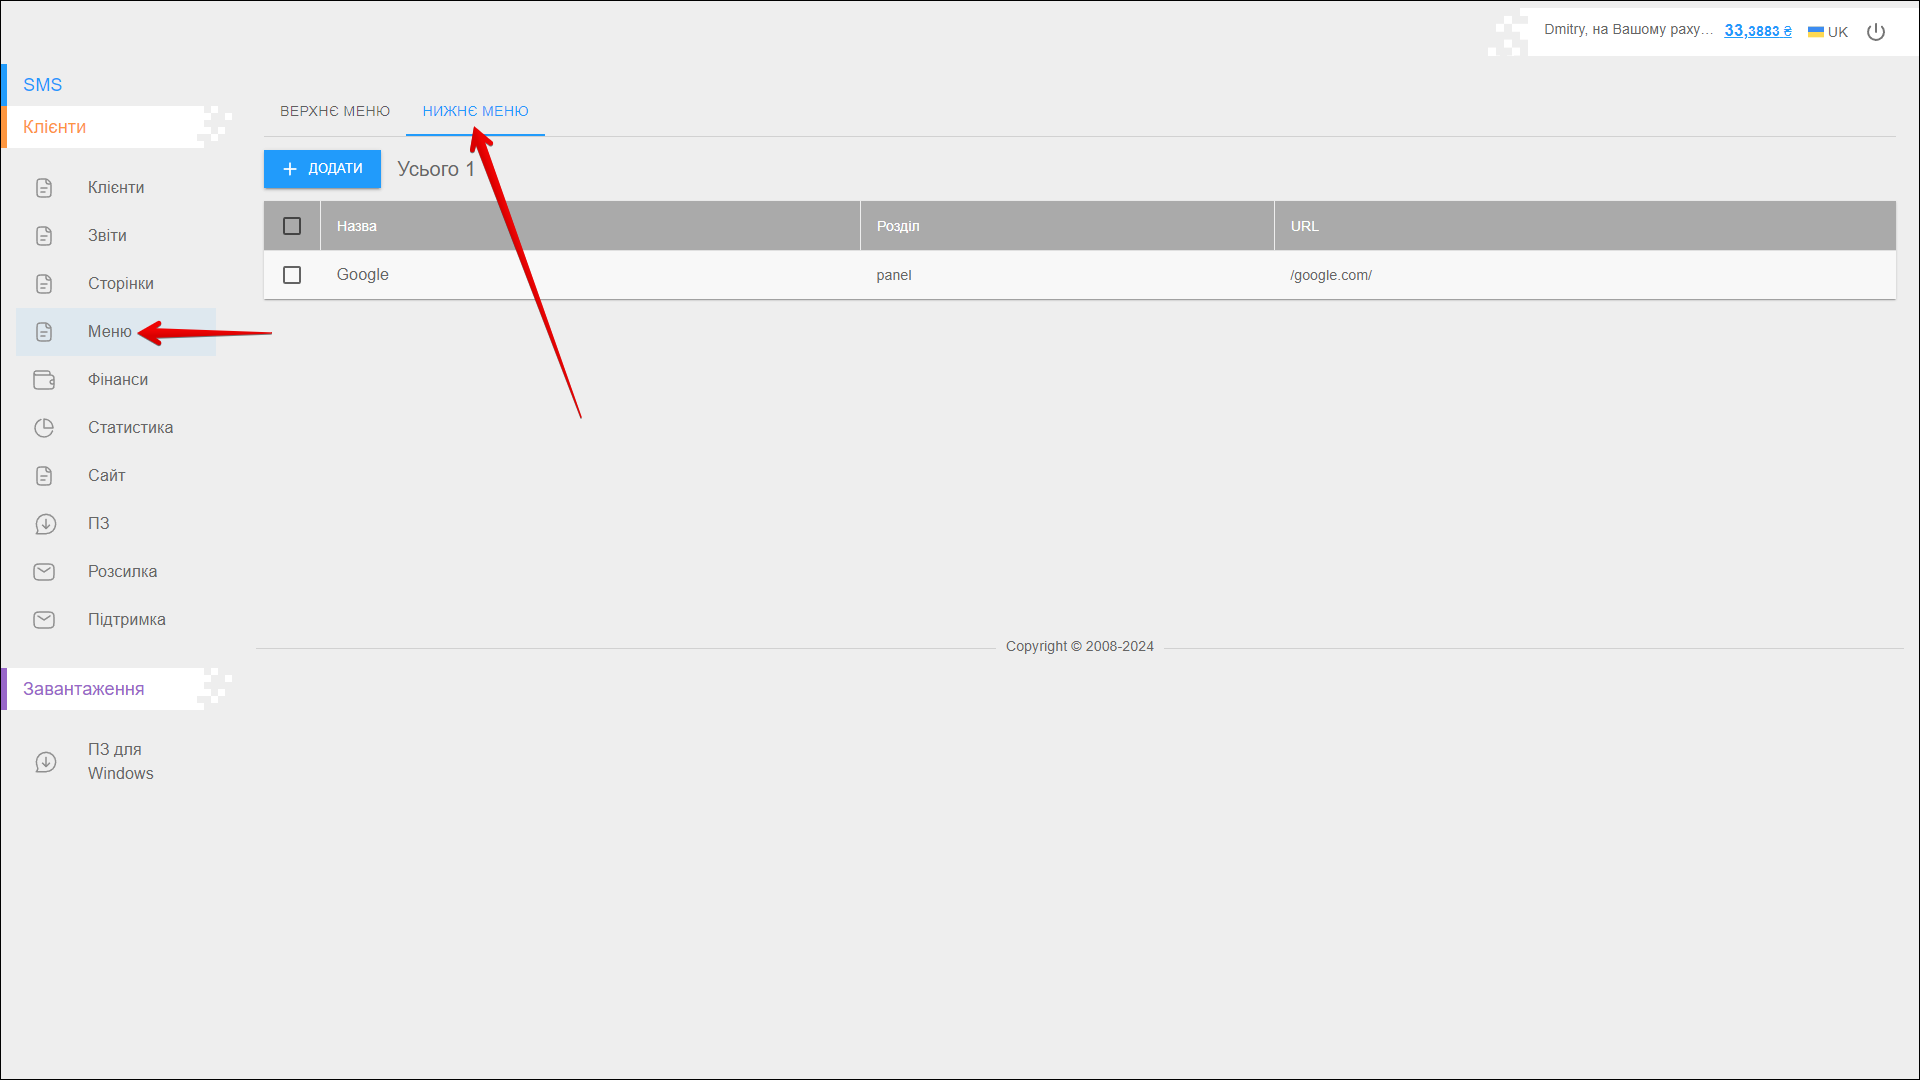 Dmitry, на Вашому раху... 33,3883 ₴ UK
SMS
Клієнти
Клієнти
Звіти
Сторінки
Меню
Фінанси
Статистика
Сайт
ПЗ
Розсилка
Підтримка
Завантаження
ПЗ для
Windows
ВЕРХНЄ МЕНЮ НИЖНЄ МЕНЮ
+ ДОДАТИ Усього 1
Назва Розділ URL
Google panel /google.com/
Copyright © 2008-2024